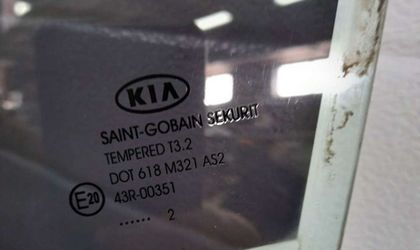 KIA
SAINT-GOBAIN SEKURIT
TEMPERED T3.2
DOT 618 M321 AS2
E20 43R-00351
...... 2